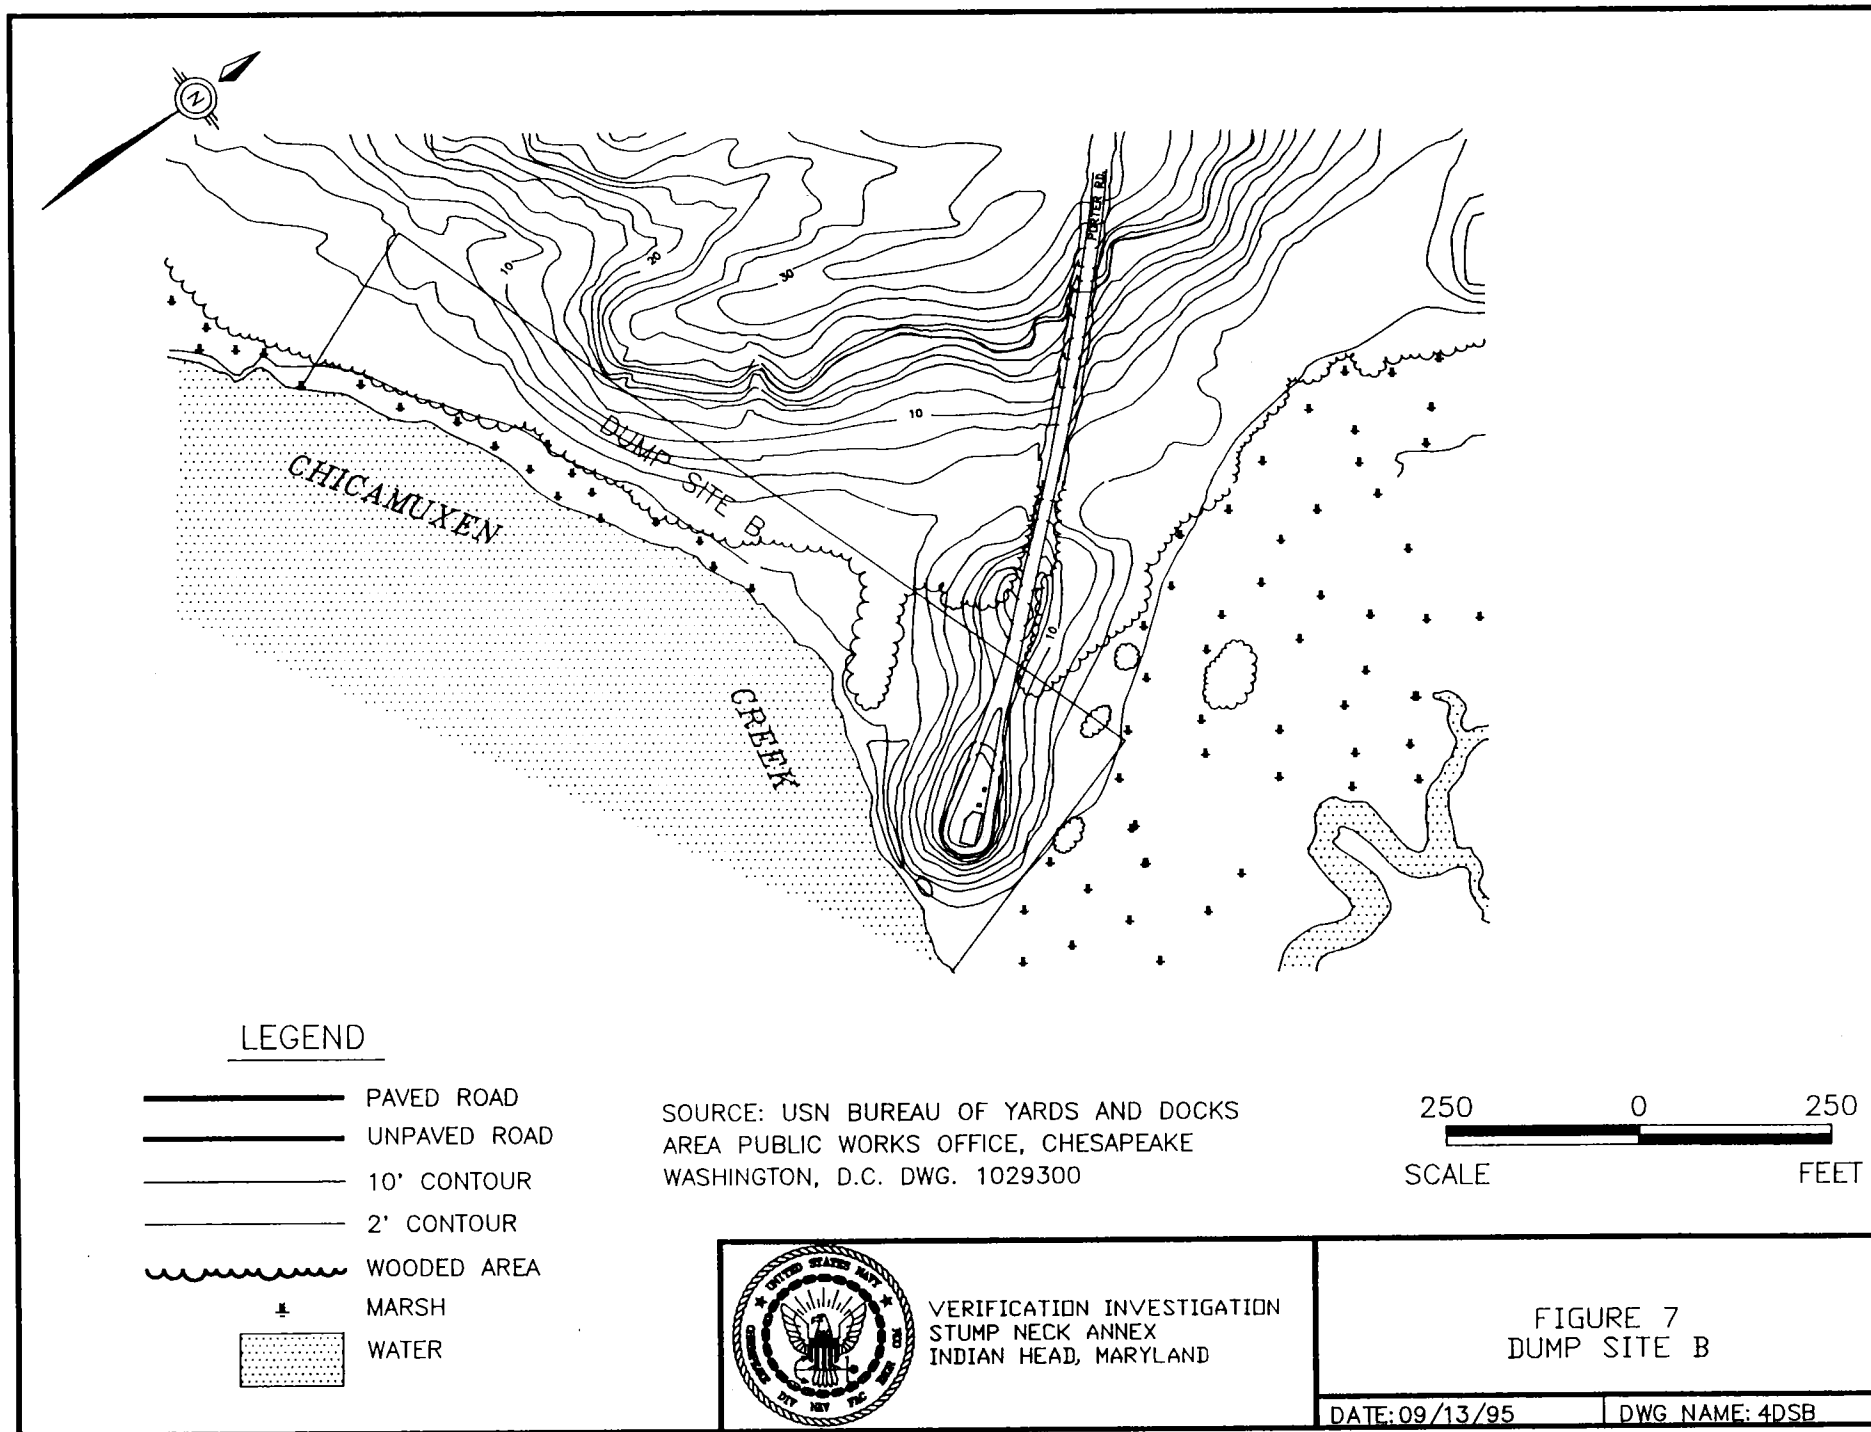 N
PORTER RD.
10
20
30
10
DUMP SITE B
CHICAMUXEN
CREEK
10
LEGEND
PAVED ROAD
UNPAVED ROAD
10' CONTOUR
2' CONTOUR
WOODED AREA
MARSH
WATER
SOURCE: USN BUREAU OF YARDS AND DOCKS
AREA PUBLIC WORKS OFFICE, CHESAPEAKE
WASHINGTON, D.C. DWG. 1029300
250 0 250
SCALE FEET
UNITED STATES NAVY
VERIFICATION INVESTIGATION
STUMP NECK ANNEX
INDIAN HEAD, MARYLAND
FIGURE 7
DUMP SITE B
DATE: 09/13/95
DWG NAME: 4DSB